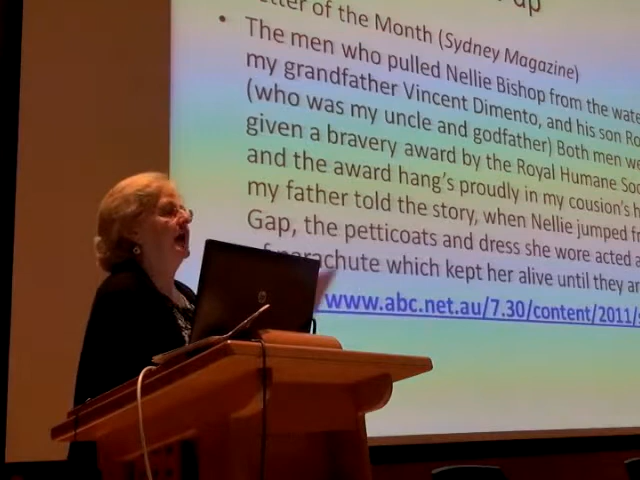 etter of the Month (Sydney Magazine)
• The men who pulled Nellie Bishop from the wate
my grandfather Vincent Dimento, and his son Ro
(who was my uncle and godfather) Both men we
given a bravery award by the Royal Humane Soc
and the award hang's proudly in my cousion's h
my father told the story, when Nellie jumped fr
Gap, the petticoats and dress she wore acted a
of parachute which kept her alive until they ar
www.abc.net.au/7.30/content/2011/s
hp